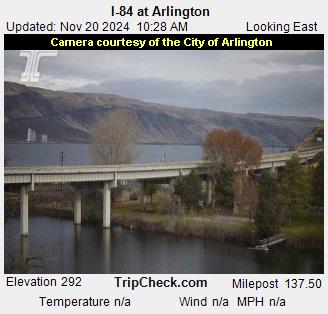 I-84 at Arlington
Updated: Nov 20 2024 10:28 AM Looking East
Camera courtesy of the City of Arlington
Elevation 292 TripCheck.com Milepost 137.50
Temperature n/a Wind n/a MPH n/a